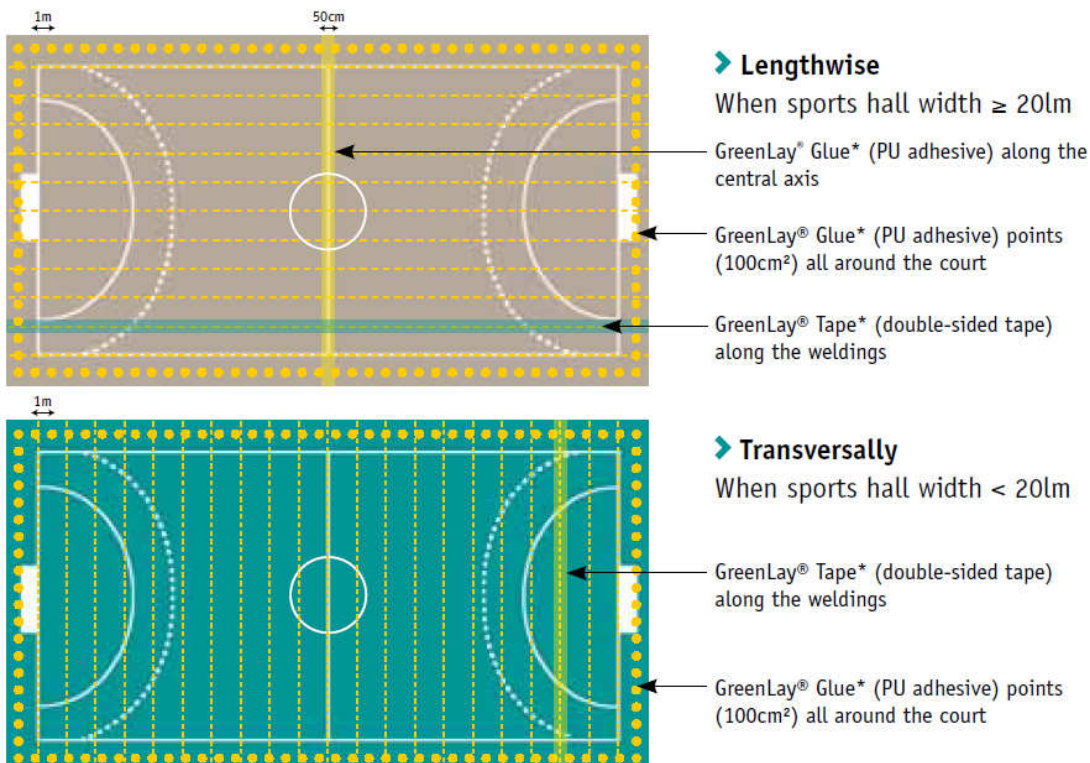 1m
50cm
Lengthwise
When sports hall width ≥ 20lm
GreenLay® Glue* (PU adhesive) along the
central axis
GreenLay® Glue* (PU adhesive) points
(100cm²) all around the court
GreenLay® Tape* (double-sided tape)
along the weldings
1m
Transversally
When sports hall width < 20lm
GreenLay® Tape* (double-sided tape)
along the weldings
GreenLay® Glue* (PU adhesive) points
(100cm²) all around the court